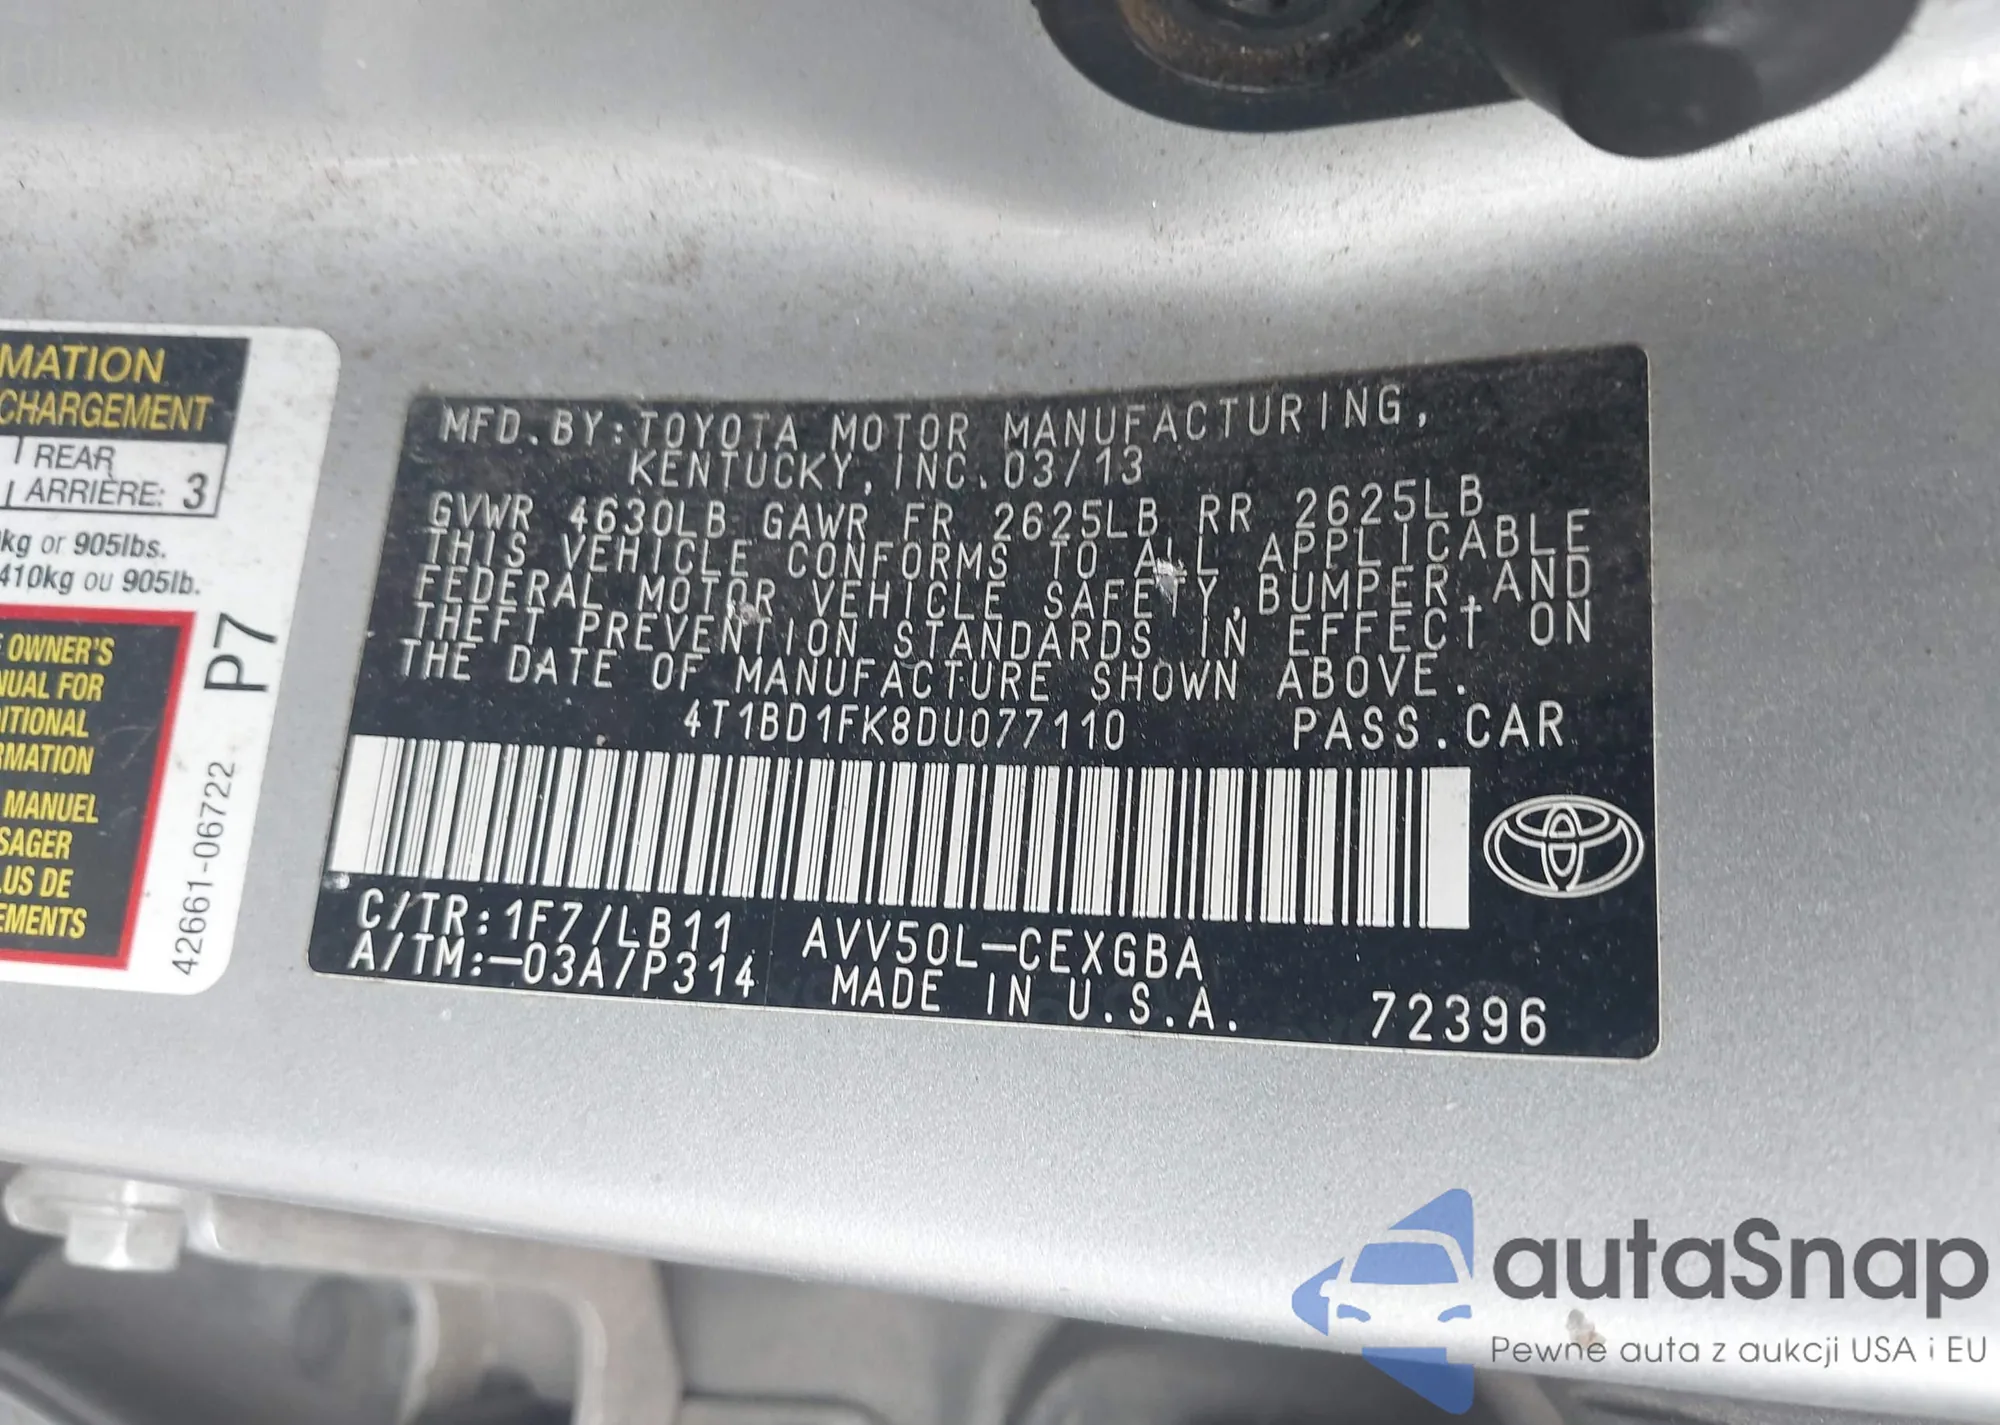 MATION
CHARGEMENT
REAR
ARRIÈRE: 3
kg or 905lbs.
410kg ou 905lb.
OWNER'S
NUAL FOR
DITIONAL
RMATION
MANUEL
SAGER
LUS DE
EMENTS
P7
42661-06722
MFD.BY:TOYOTA MOTOR MANUFACTURING,
KENTUCKY, INC. 03/13
GVWR 4630LB GAWR FR 2625LB RR 2625LB
THIS VEHICLE CONFORMS TO ALL APPLICABLE
FEDERAL MOTOR VEHICLE SAFETY, BUMPER, AND
THEFT PREVENTION STANDARDS IN EFFECT ON
THE DATE OF MANUFACTURE SHOWN ABOVE.
4T1BD1FK8DU077110 PASS.CAR
C/TR:1F7/LB11 AVV50L-CEXGBA
A/TM:-03A/P314 MADE IN U.S.A. 72396
autaSnap
Pewne auta z aukcji USA i EU